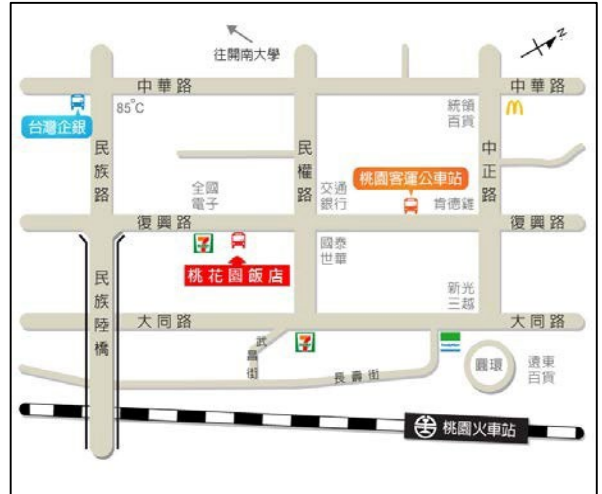 往開南大學
N
中華路
中華路
85°C
台灣企銀
統領
百貨
民族路
民權路
中正路
全國
電子
交通
銀行
桃園客運公車站
肯德雞
復興路
復興路
7
ELEVEN
桃花園飯店
國泰
世華
民族陸橋
新光
三越
大同路
大同路
武昌街
7
ELEVEN
長壽街
圓環
遠東
百貨
桃園火車站